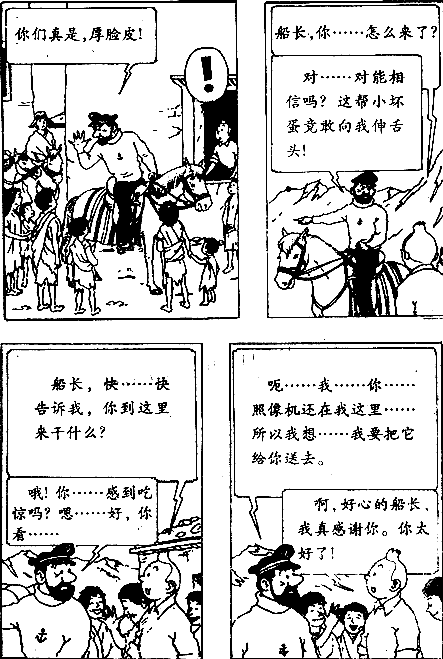 你们真是,厚脸皮!
!
船长,你……怎么来了?
对……对能相
信吗? 这帮小坏
蛋竟敢向我伸舌
头!
船长, 快……快
告诉我, 你到这里
来干什么?
哦! 你……感到吃
惊吗? 嗯……好, 你
看……
呃……我……你……
照像机还在我这里……
所以我想……我要把它
给你送去。
啊, 好心的船长、
我真感谢你。你太
好了!